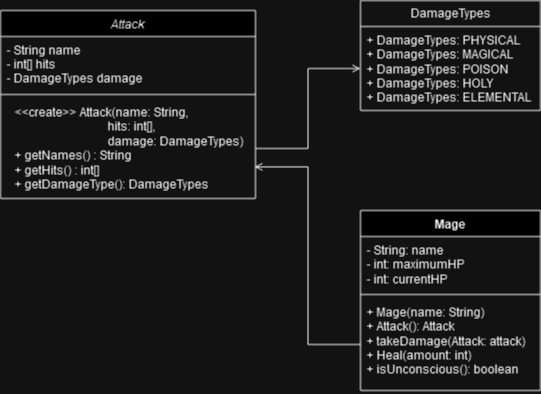 Attack
- String name
- int[] hits
- DamageTypes damage
<<create>> Attack(name: String,
hits: int[],
damage: DamageTypes)
+ getNames() : String
+ getHits() : int[]
+ getDamageType(): DamageTypes
DamageTypes
+ DamageTypes: PHYSICAL
+ DamageTypes: MAGICAL
+ DamageTypes: POISON
+ DamageTypes: HOLY
+ DamageTypes: ELEMENTAL
Mage
- String: name
- int: maximumHP
- int: currentHP
+ Mage(name: String)
+ Attack(): Attack
+ takeDamage(Attack: attack)
+ Heal(amount: int)
+ isUnconscious(): boolean